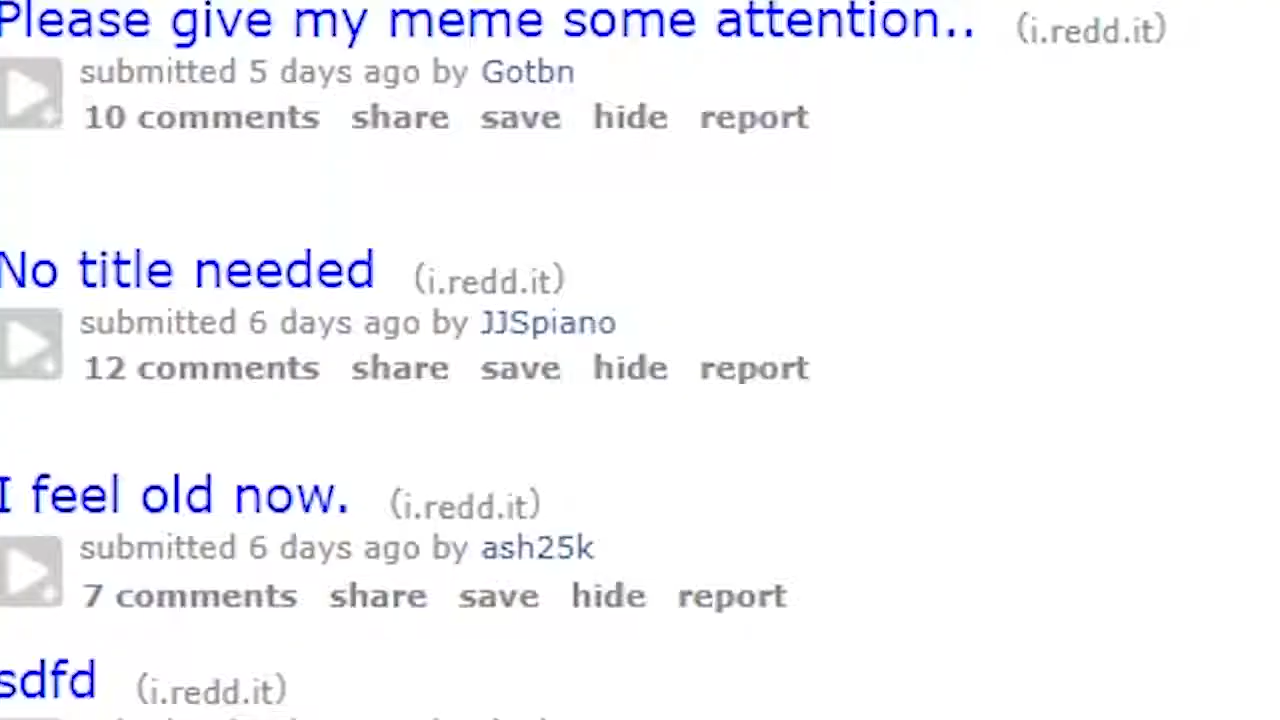 Please give my meme some attention.. (i.redd.it)
submitted 5 days ago by Gotbn
10 comments share save hide report
No title needed (i.redd.it)
submitted 6 days ago by JJSpiano
12 comments share save hide report
I feel old now. (i.redd.it)
submitted 6 days ago by ash25k
7 comments share save hide report
sdfd (i.redd.it)